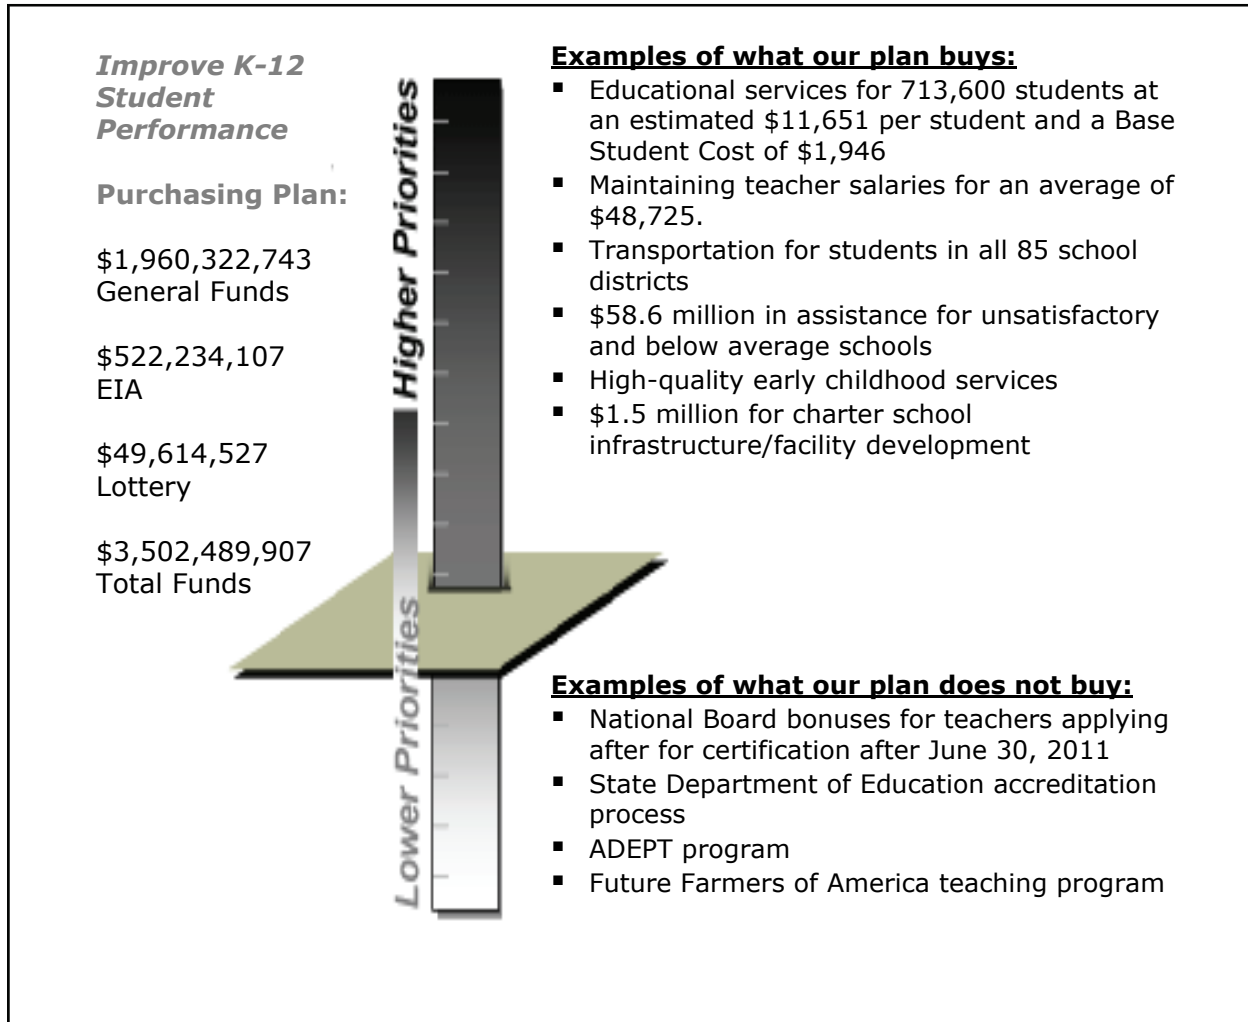 Improve K-12
Student
Performance
Purchasing Plan:
$1,960,322,743
General Funds
$522,234,107
EIA
$49,614,527
Lottery
$3,502,489,907
Total Funds
Higher Priorities
Lower Priorities
Examples of what our plan buys:
▪ Educational services for 713,600 students at
an estimated $11,651 per student and a Base
Student Cost of $1,946
▪ Maintaining teacher salaries for an average of
$48,725.
▪ Transportation for students in all 85 school
districts
▪ $58.6 million in assistance for unsatisfactory
and below average schools
▪ High-quality early childhood services
▪ $1.5 million for charter school
infrastructure/facility development
Examples of what our plan does not buy:
▪ National Board bonuses for teachers applying
after for certification after June 30, 2011
▪ State Department of Education accreditation
process
▪ ADEPT program
▪ Future Farmers of America teaching program